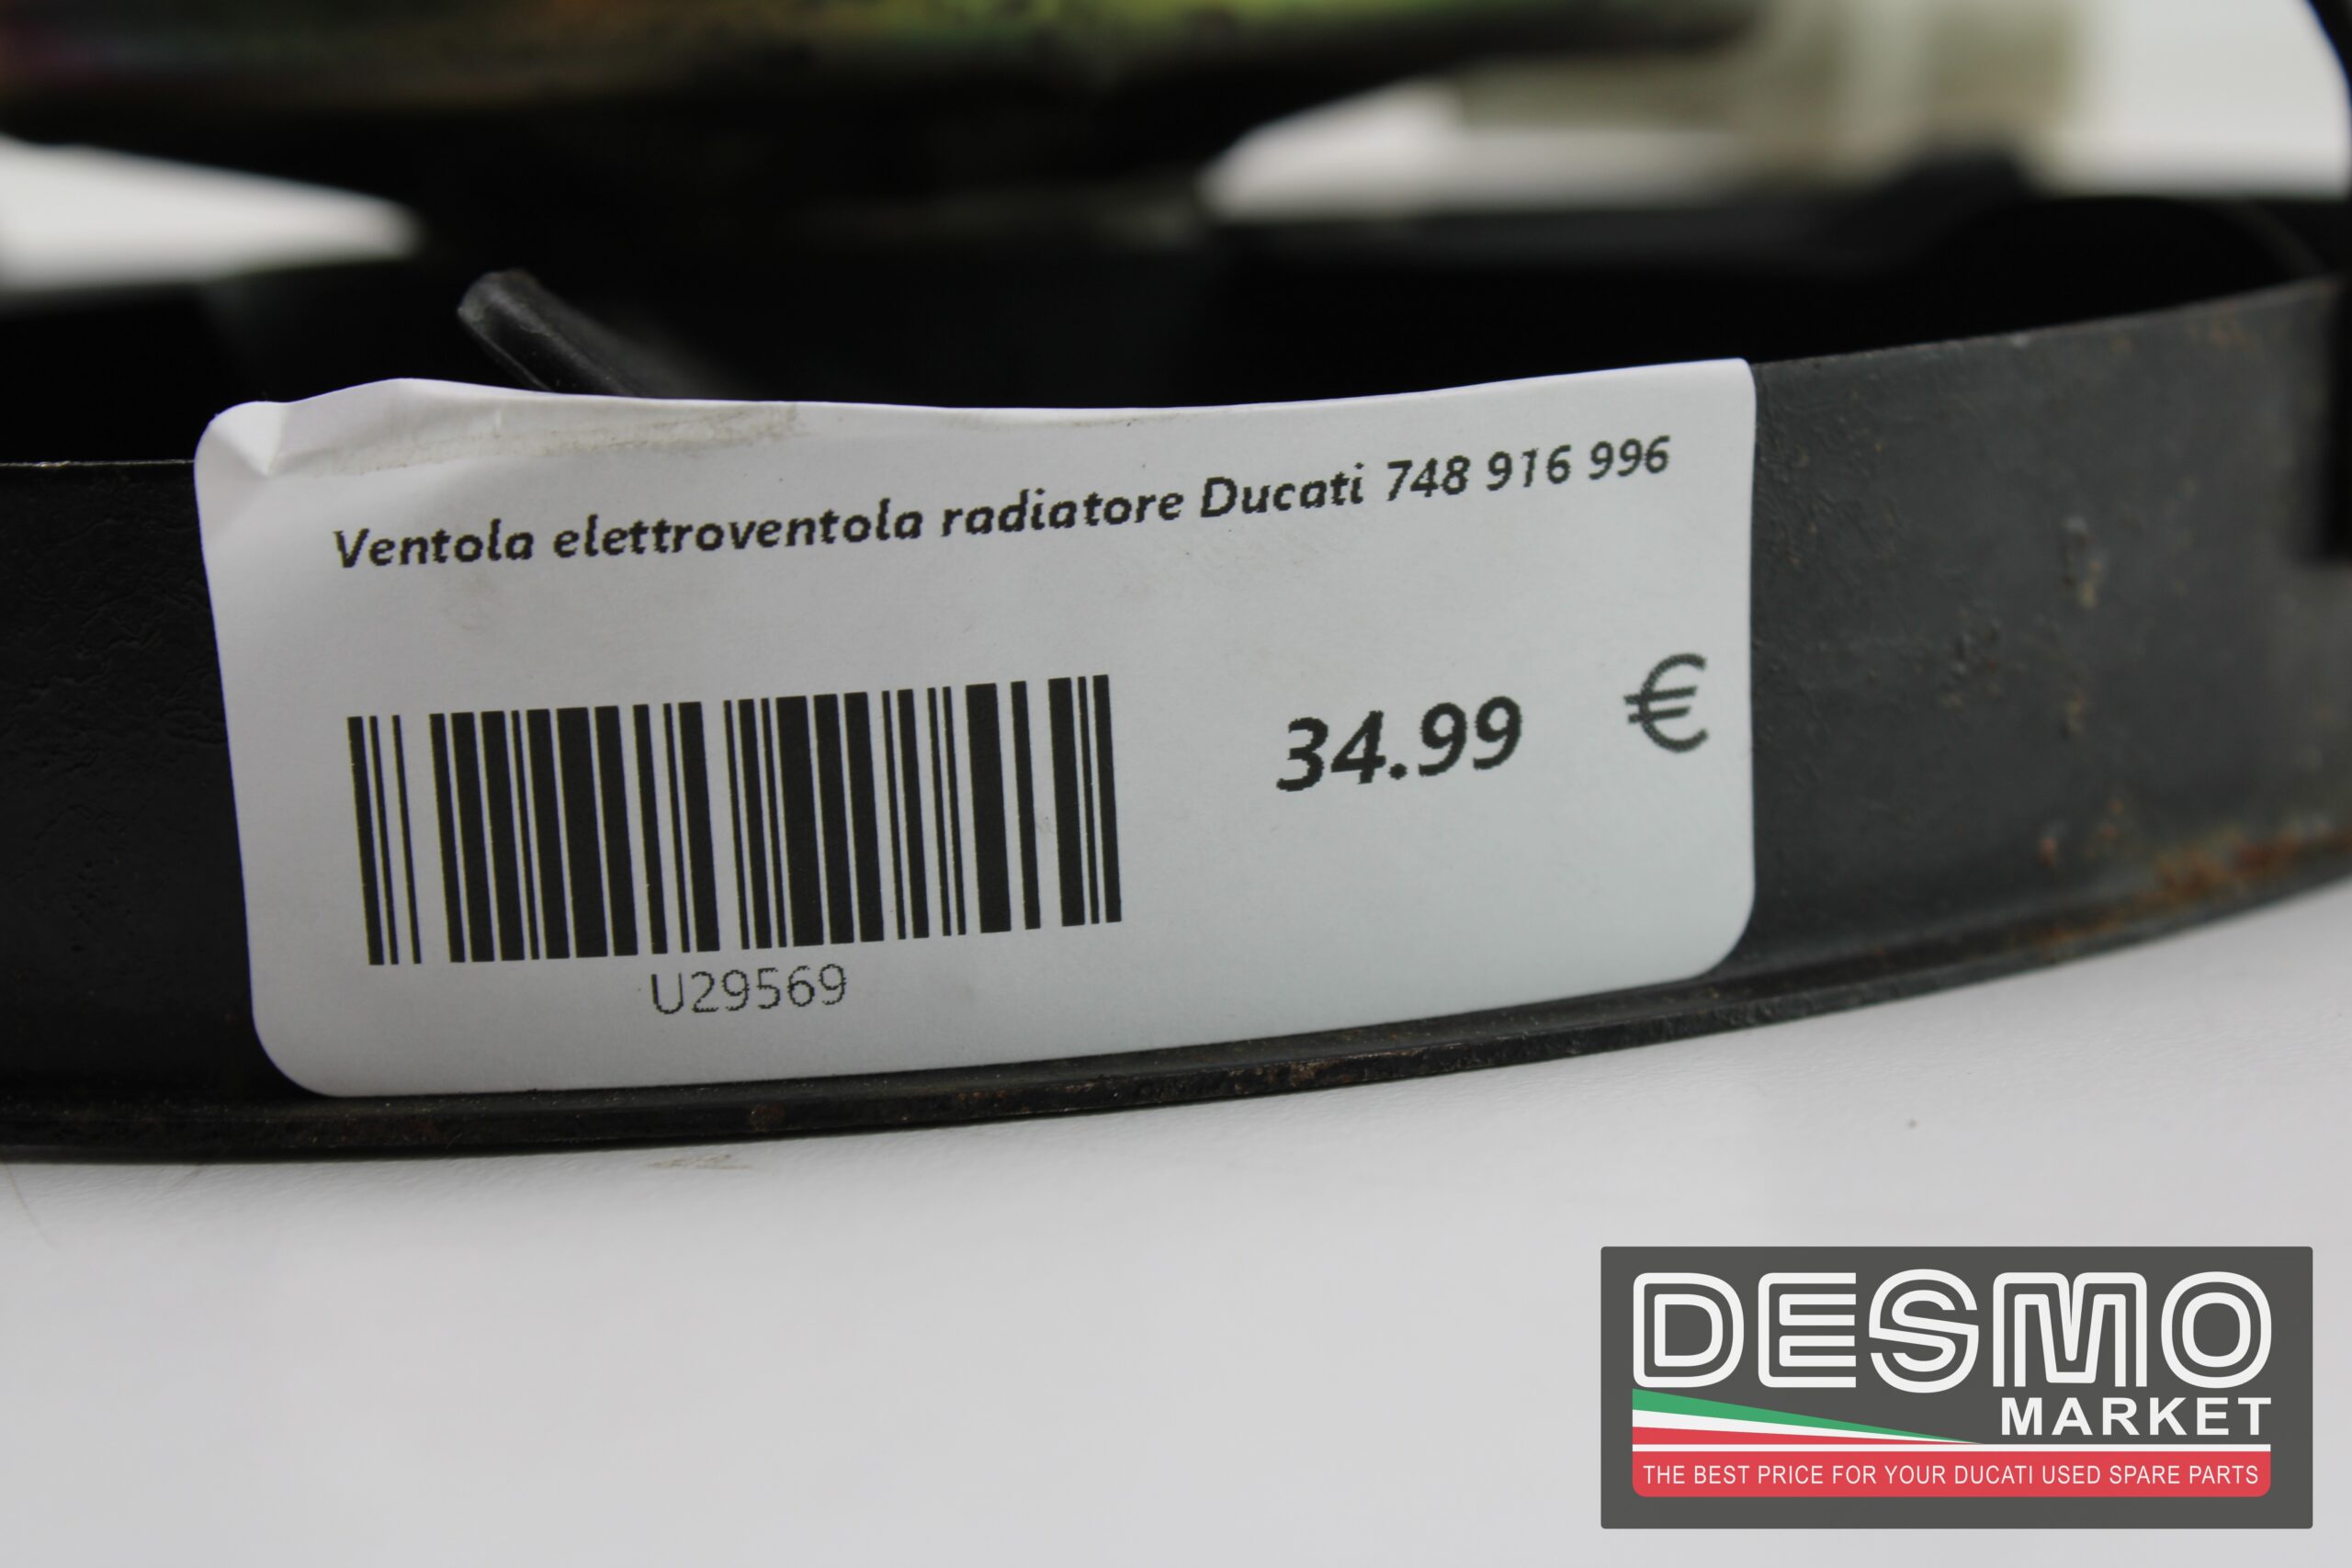 Ventola elettroventola radiatore Ducati 748 916 996
34.99 €
U29569
DESMO
MARKET
THE BEST PRICE FOR YOUR DUCATI USED SPARE PARTS